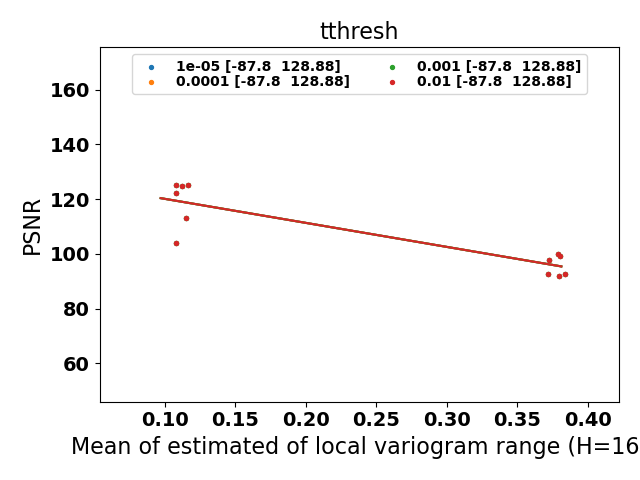 tthresh
1e-05 [-87.8 128.88]
0.0001 [-87.8 128.88]
0.001 [-87.8 128.88]
0.01 [-87.8 128.88]
PSNR
160
140
120
100
80
60
0.10 0.15 0.20 0.25 0.30 0.35 0.40
Mean of estimated of local variogram range (H=16